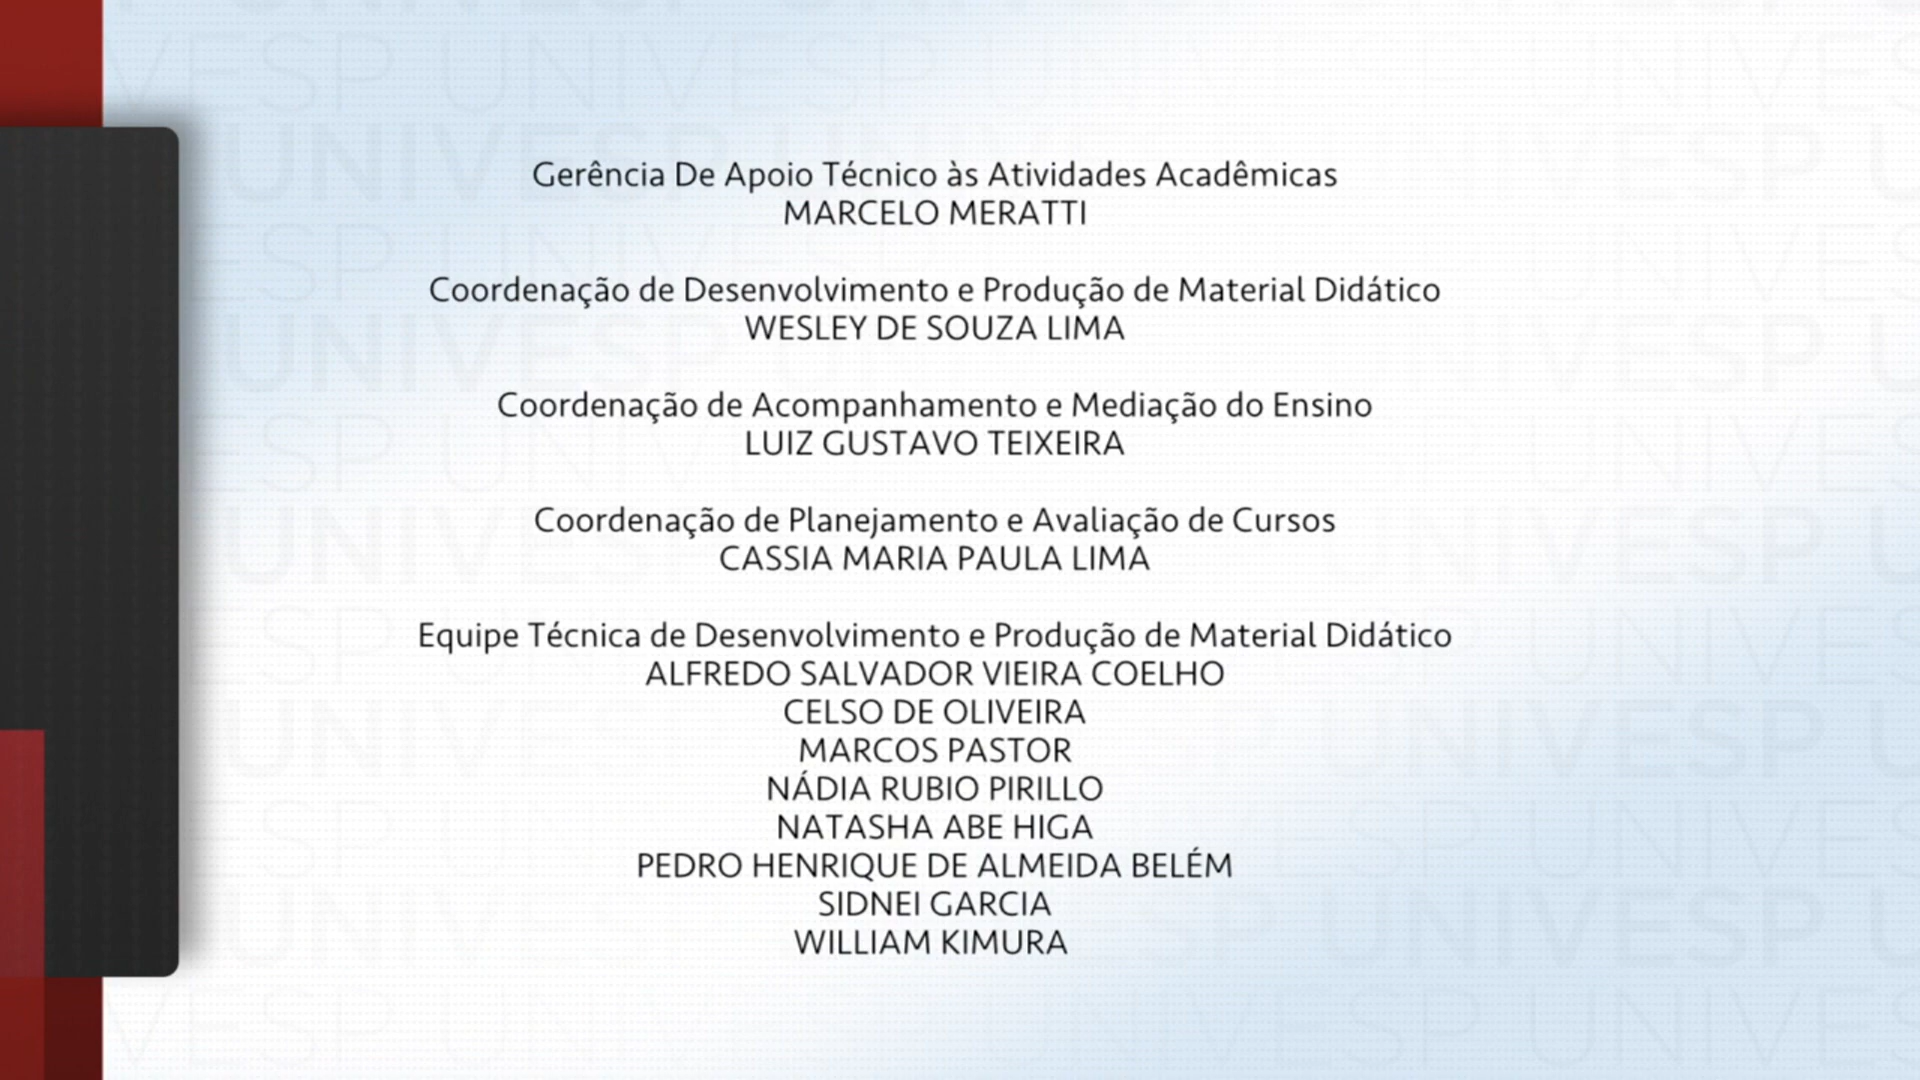 Gerência De Apoio Técnico às Atividades Acadêmicas
MARCELO MERATTI
Coordenação de Desenvolvimento e Produção de Material Didático
WESLEY DE SOUZA LIMA
Coordenação de Acompanhamento e Mediação do Ensino
LUIZ GUSTAVO TEIXEIRA
Coordenação de Planejamento e Avaliação de Cursos
CASSIA MARIA PAULA LIMA
Equipe Técnica de Desenvolvimento e Produção de Material Didático
ALFREDO SALVADOR VIEIRA COELHO
CELSO DE OLIVEIRA
MARCOS PASTOR
NÁDIA RUBIO PIRILLO
NATASHA ABE HIGA
PEDRO HENRIQUE DE ALMEIDA BELÉM
SIDNEI GARCIA
WILLIAM KIMURA